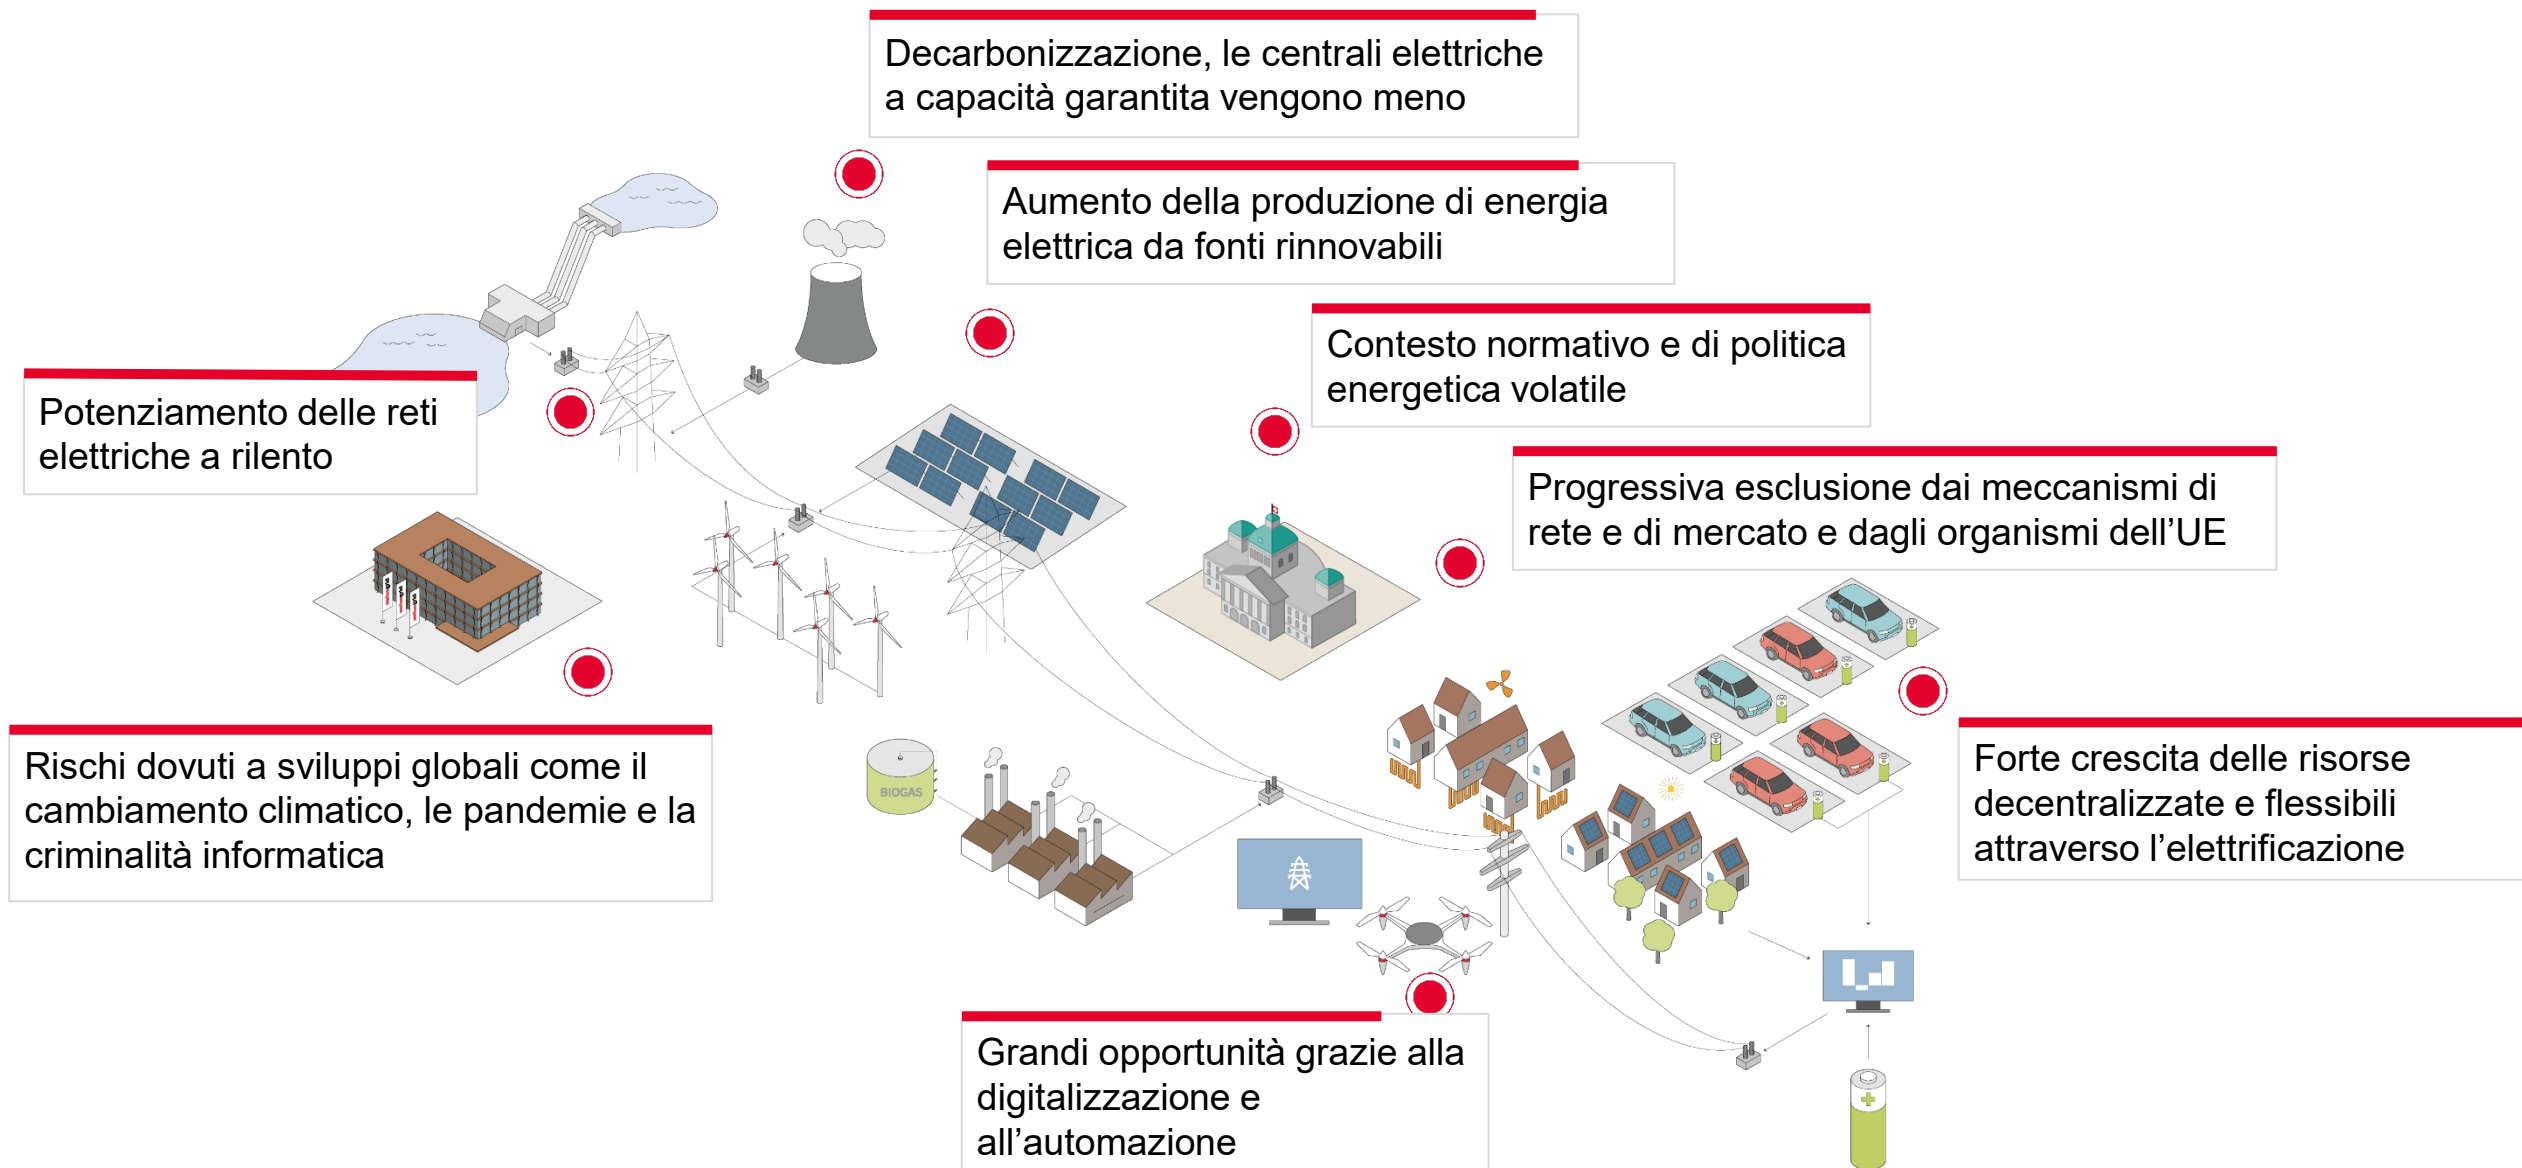 Decarbonizzazione, le centrali elettriche
a capacità garantita vengono meno
Aumento della produzione di energia
elettrica da fonti rinnovabili
Contesto normativo e di politica
energetica volatile
Potenziamento delle reti
elettriche a rilento
Progressiva esclusione dai meccanismi di
rete e di mercato e dagli organismi dell’UE
Rischi dovuti a sviluppi globali come il
cambiamento climatico, le pandemie e la
criminalità informatica
BIOGAS
Forte crescita delle risorse
decentralizzate e flessibili
attraverso l’elettrificazione
Grandi opportunità grazie alla
digitalizzazione e
all’automazione